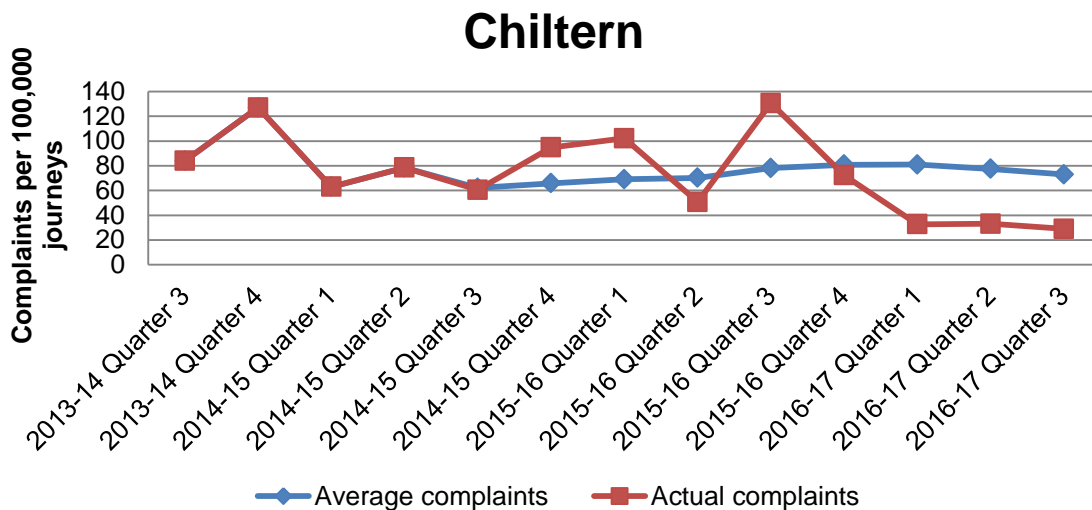 Chiltern
Complaints per 100,000
journeys
140
120
100
80
60
40
20
0
2013-14 Quarter 3
2013-14 Quarter 4
2014-15 Quarter 1
2014-15 Quarter 2
2014-15 Quarter 3
2014-15 Quarter 4
2015-16 Quarter 1
2015-16 Quarter 2
2015-16 Quarter 3
2015-16 Quarter 4
2016-17 Quarter 1
2016-17 Quarter 2
2016-17 Quarter 3
Average complaints
Actual complaints